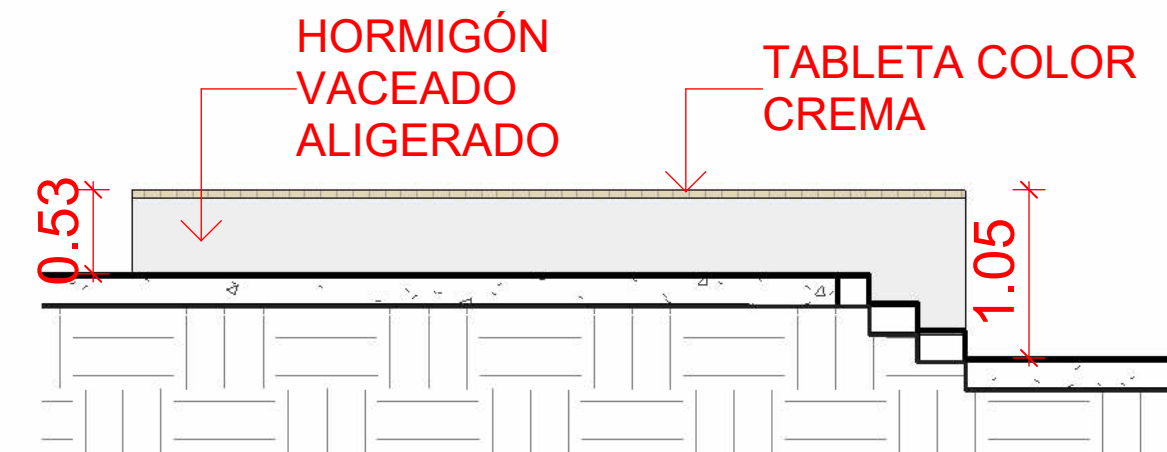 HORMIGÓN
VACEADO
ALIGERADO
TABLETA COLOR
CREMA
0.53
1.05